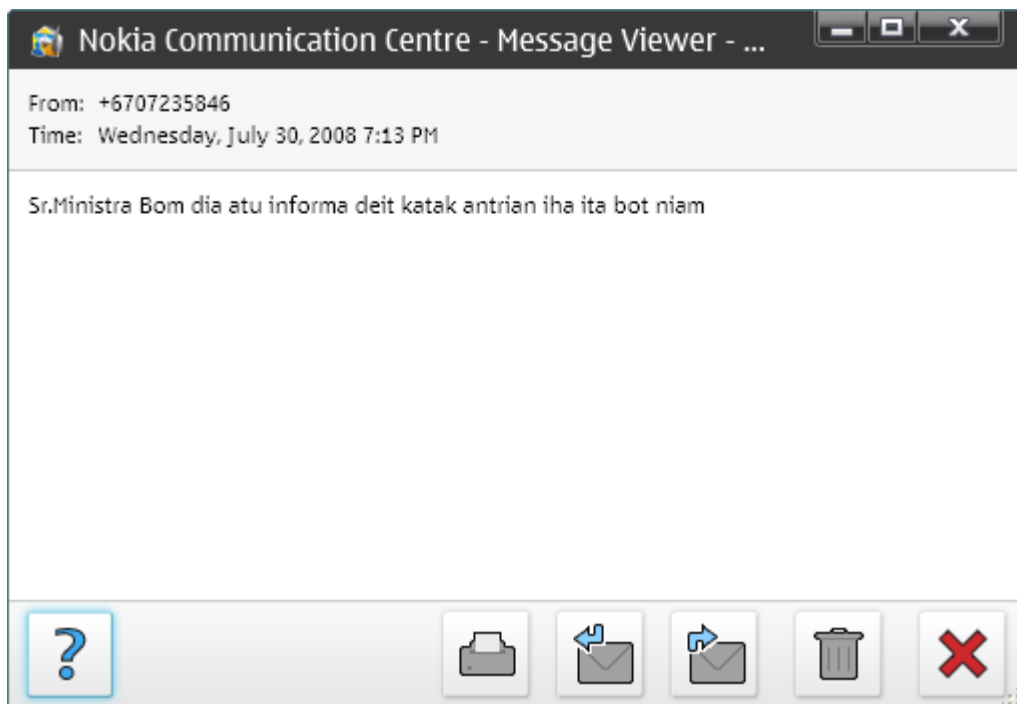 Nokia Communication Centre - Message Viewer - ...
From: +6707235846
Time: Wednesday, July 30, 2008 7:13 PM
Sr.Ministra Bom dia atu informa deit katak antrian iha ita bot niam